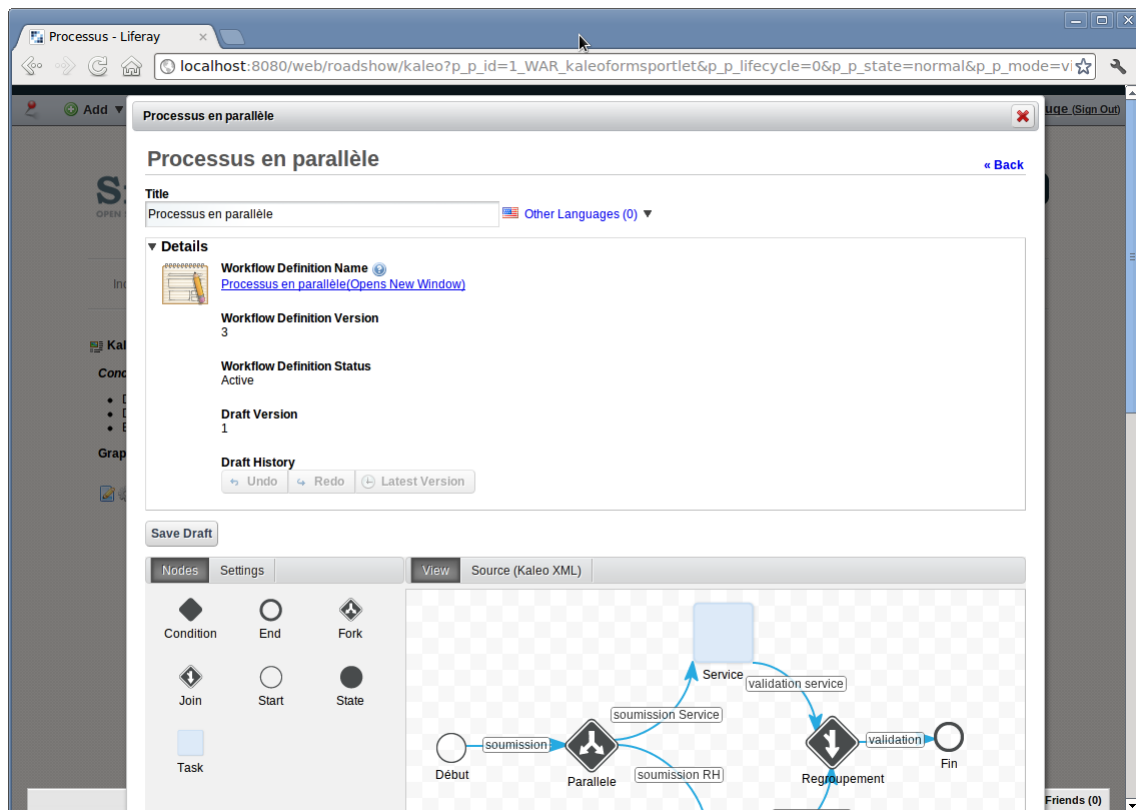 Processus - Liferay
localhost:8080/web/roadshow/kaleo?p_p_id=1_WAR_kaleoformsportlet&p_p_lifecycle=0&p_p_state=normal&p_p_mode=vi
Add
(Sign Out)
Processus en parallèle
Processus en parallèle
« Back
Title
Processus en parallèle
Other Languages (0)
Details
Workflow Definition Name
Processus en parallèle(Opens New Window)
Workflow Definition Version
3
Workflow Definition Status
Active
Draft Version
1
Draft History
Undo Redo Latest Version
Save Draft
Nodes Settings
View Source (Kaleo XML)
Condition End Fork
Join Start State
Task
Service
validation service
soumission Service
soumission
validation
Début
Parallele
soumission RH
Regroupement
Fin
Friends (0)